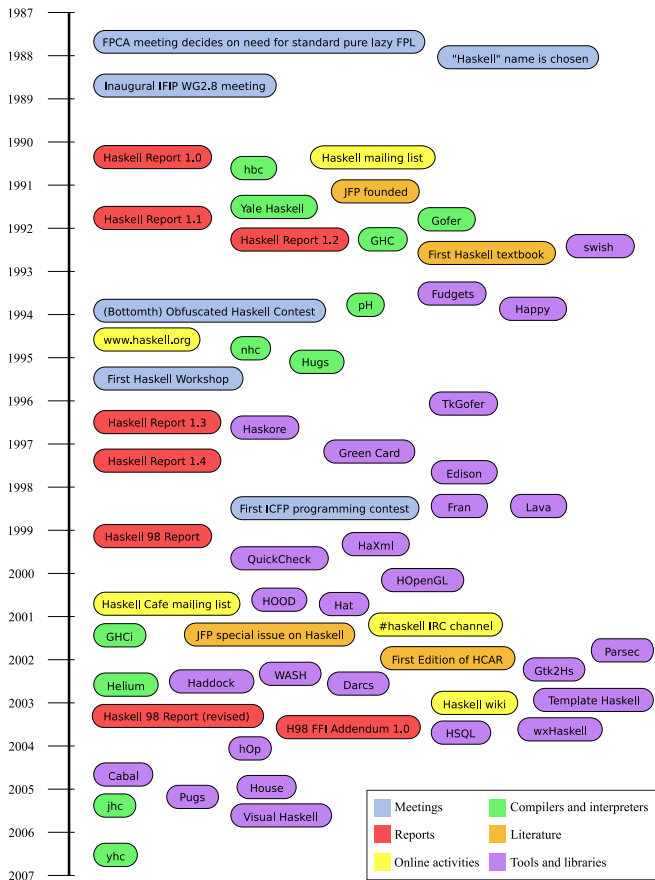 1987
FPCA meeting decides on need for standard pure lazy FPL
1988
"Haskell" name is chosen
Inaugural IFIP WG2.8 meeting
1989
1990
Haskell Report 1.0
Haskell mailing list
hbc
1991
JFP founded
Yale Haskell
Haskell Report 1.1
Gofer
1992
Haskell Report 1.2
GHC
swish
First Haskell textbook
1993
Fudgets
pH
Happy
(Bottomth) Obfuscated Haskell Contest
1994
www.haskell.org
nhc
Hugs
1995
First Haskell Workshop
1996
TkGofer
Haskell Report 1.3
Haskore
1997
Green Card
Haskell Report 1.4
Edison
1998
First ICFP programming contest
Fran
Lava
1999
Haskell 98 Report
HaXml
QuickCheck
2000
HOpenGL
Haskell Cafe mailing list
HOOD
Hat
2001
#haskell IRC channel
GHCi
JFP special issue on Haskell
Parsec
2002
First Edition of HCAR
Gtk2Hs
WASH
Helium
Haddock
Darcs
2003
Haskell wiki
Template Haskell
Haskell 98 Report (revised)
H98 FFI Addendum 1.0
HSQL
wxHaskell
2004
hOp
Cabal
2005
House
Pugs
jhc
Visual Haskell
2006
yhc
2007
Meetings
Compilers and interpreters
Reports
Literature
Online activities
Tools and libraries